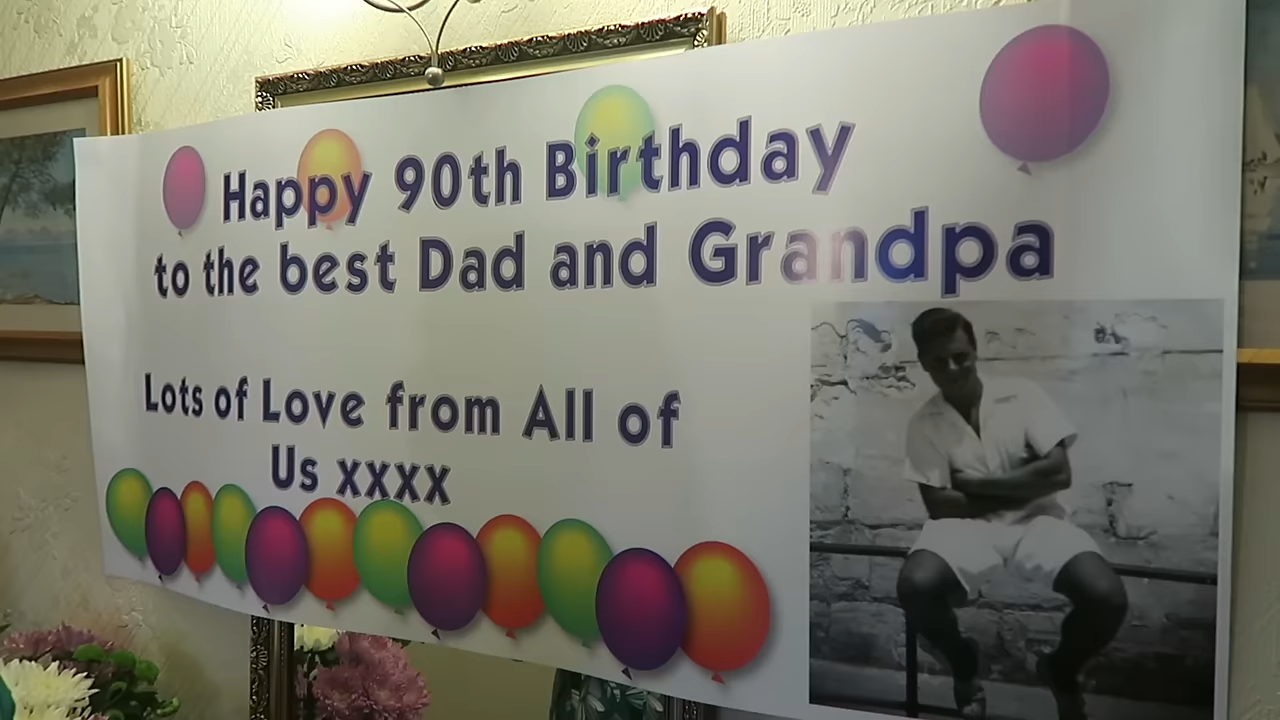 Happy 90th Birthday
to the best Dad and Grandpa
Lots of Love from All of
Us xxxx